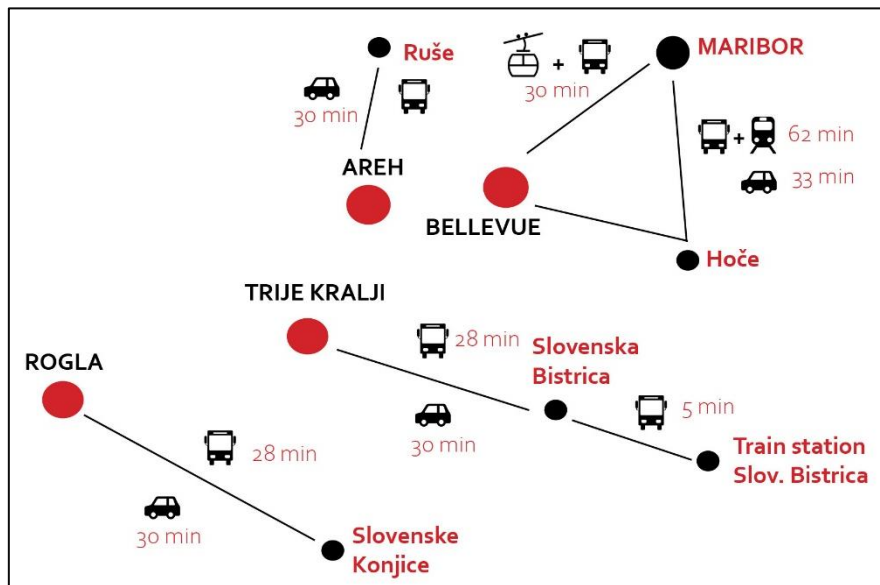 Ruše
30 min
AREH
+
30 min
MARIBOR
+
62 min
33 min
BELLEVUE
Hoče
TRIJE KRALJI
28 min
30 min
Slovenska
Bistrica
5 min
Train station
Slov. Bistrica
ROGLA
28 min
30 min
Slovenske
Konjice